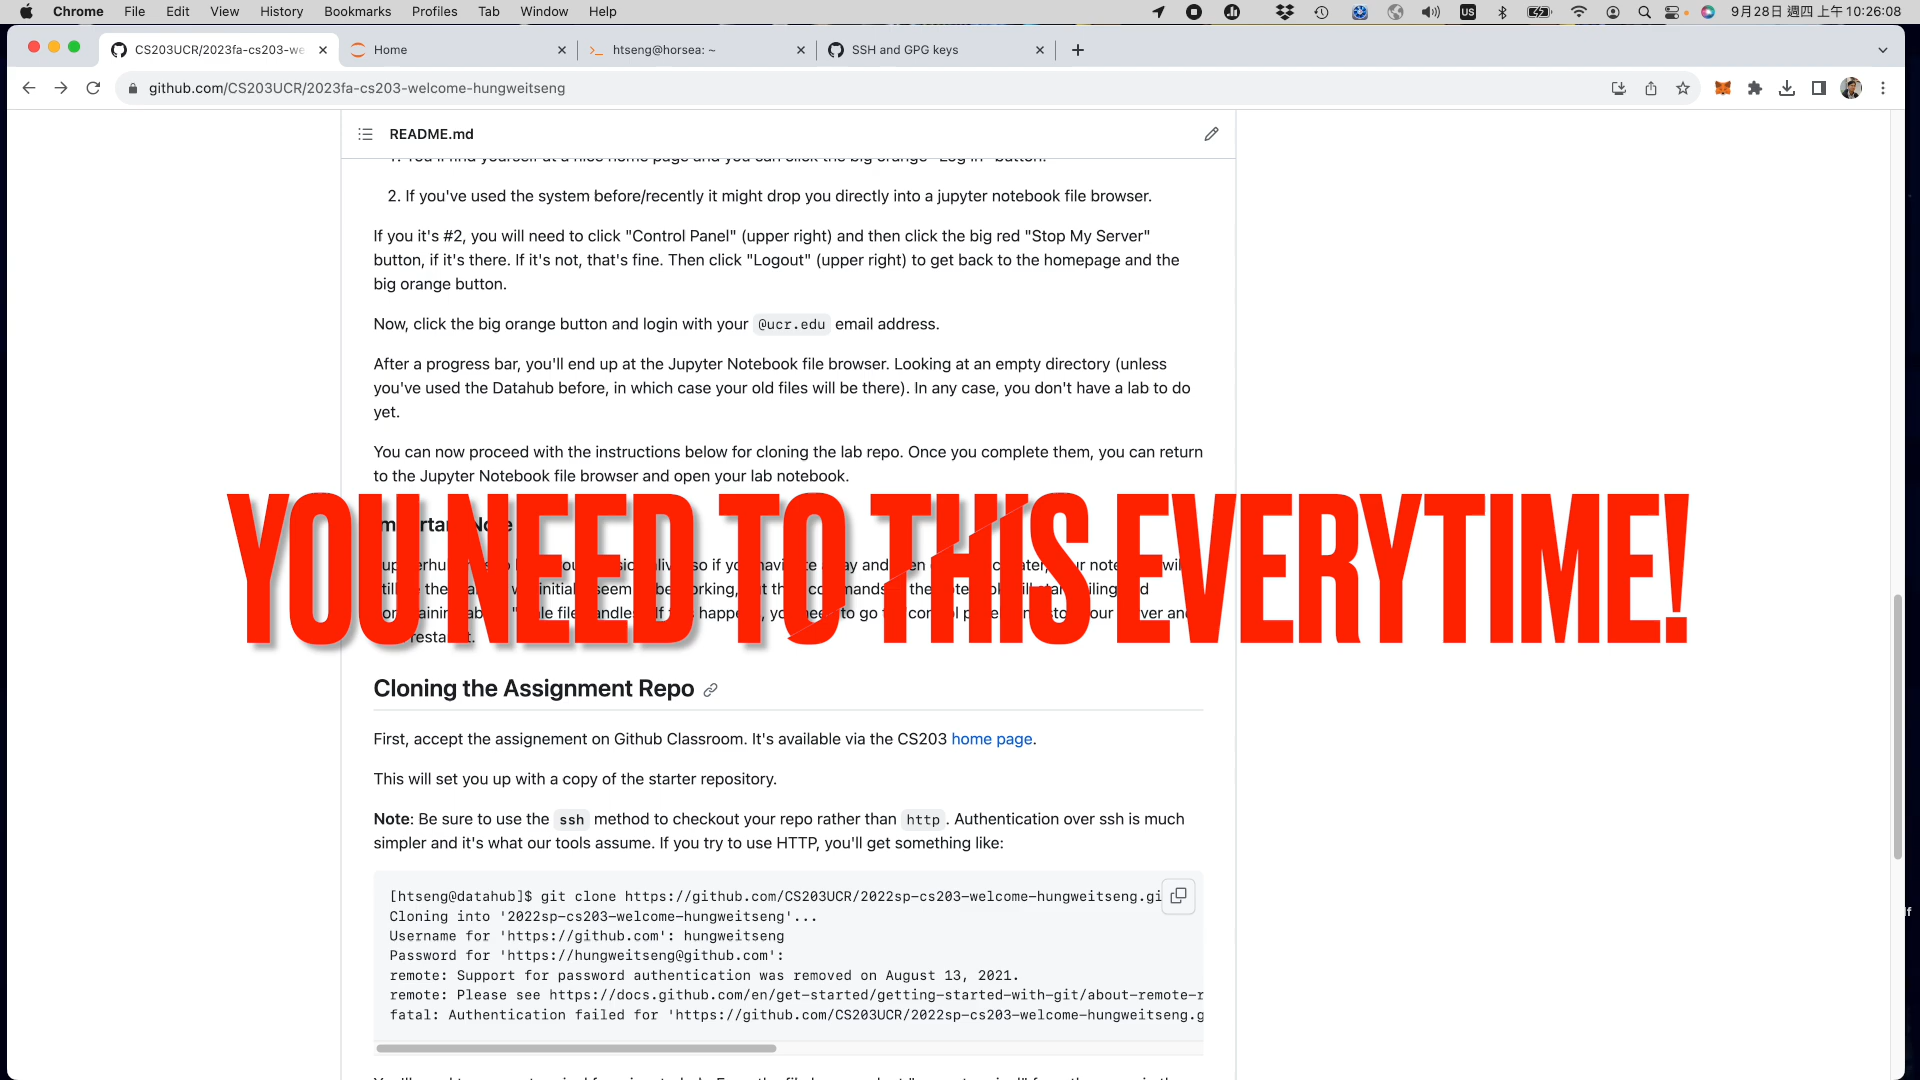 Chrome File Edit View History Bookmarks Profiles Tab Window Help US 9月28日 週四 上午 10:26:08
CS203UCR/2023fa-cs203-we Home htseng@horsea: ~ SSH and GPG keys
github.com/CS203UCR/2023fa-cs203-welcome-hungweitseng
README.md
2. If you've used the system before/recently it might drop you directly into a jupyter notebook file browser.
If you it's #2, you will need to click "Control Panel" (upper right) and then click the big red "Stop My Server"
button, if it's there. If it's not, that's fine. Then click "Logout" (upper right) to get back to the homepage and the
big orange button.
Now, click the big orange button and login with your @ucr.edu email address.
After a progress bar, you'll end up at the Jupyter Notebook file browser. Looking at an empty directory (unless
you've used the Datahub before, in which case your old files will be there). In any case, you don't have a lab to do
yet.
You can now proceed with the instructions below for cloning the lab repo. Once you complete them, you can return
to the Jupyter Notebook file browser and open your lab notebook.
YOU NEED TO THIS EVERYTIME!
Cloning the Assignment Repo
First, accept the assignement on Github Classroom. It's available via the CS203 home page.
This will set you up with a copy of the starter repository.
Note: Be sure to use the ssh method to checkout your repo rather than http. Authentication over ssh is much
simpler and it's what our tools assume. If you try to use HTTP, you'll get something like:
[htseng@datahub]$ git clone https://github.com/CS203UCR/2022sp-cs203-welcome-hungweitseng.gi
Cloning into '2022sp-cs203-welcome-hungweitseng'...
Username for 'https://github.com': hungweitseng
Password for 'https://hungweitseng@github.com':
remote: Support for password authentication was removed on August 13, 2021.
remote: Please see https://docs.github.com/en/get-started/getting-started-with-git/about-remote-r
fatal: Authentication failed for 'https://github.com/CS203UCR/2022sp-cs203-welcome-hungweitseng.g